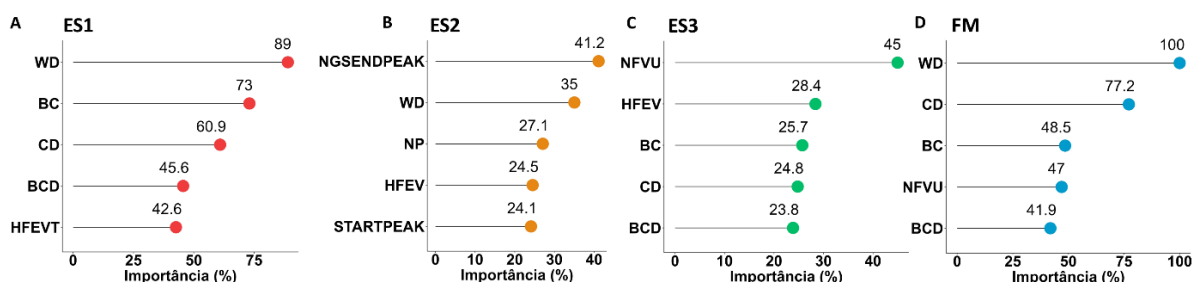 A ES1
WD 89
BC 73
CD 60.9
BCD 45.6
HFEVT 42.6
0 25 50 75
Importância (%)
B ES2
NGSENDPEAK 41.2
WD 35
NP 27.1
HFEV 24.5
STARTPEAK 24.1
0 10 20 30 40
Importância (%)
C ES3
NFVU 45
HFEV 28.4
BC 25.7
CD 24.8
BCD 23.8
0 10 20 30 40
Importância (%)
D FM
WD 100
CD 77.2
BC 48.5
NFVU 47
BCD 41.9
0 25 50 75 100
Importância (%)